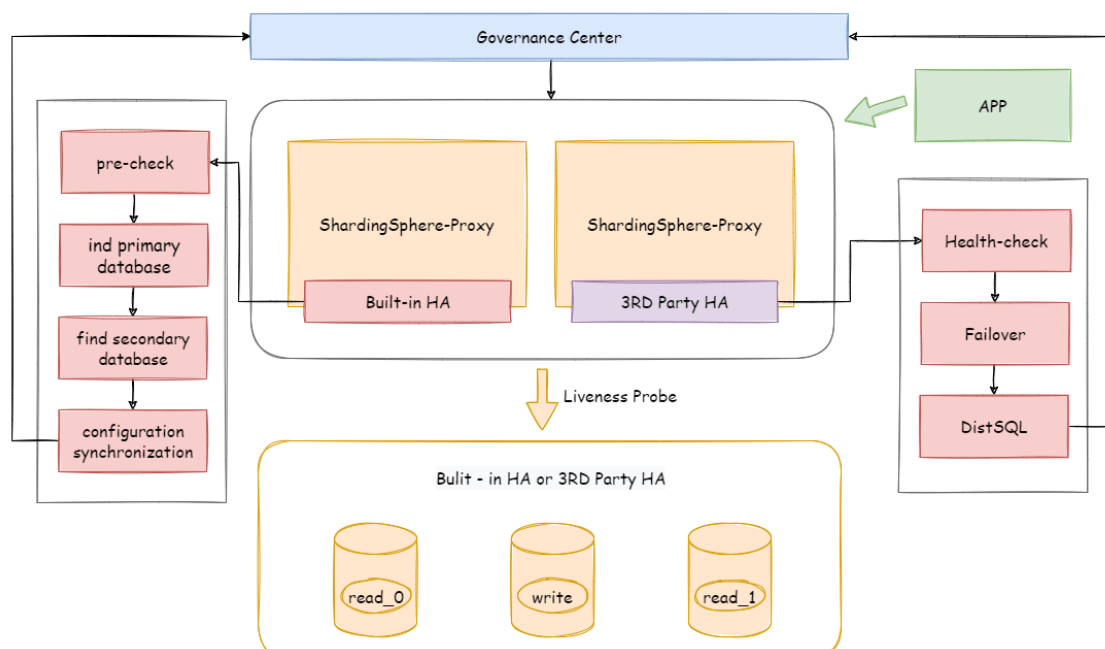 Governance Center
APP
pre-check
ind primary
database
find secondary
database
configuration
synchronization
ShardingSphere-Proxy
Built-in HA
ShardingSphere-Proxy
3RD Party HA
Health-check
Failover
DistSQL
Liveness Probe
Bulit - in HA or 3RD Party HA
read_0
write
read_1